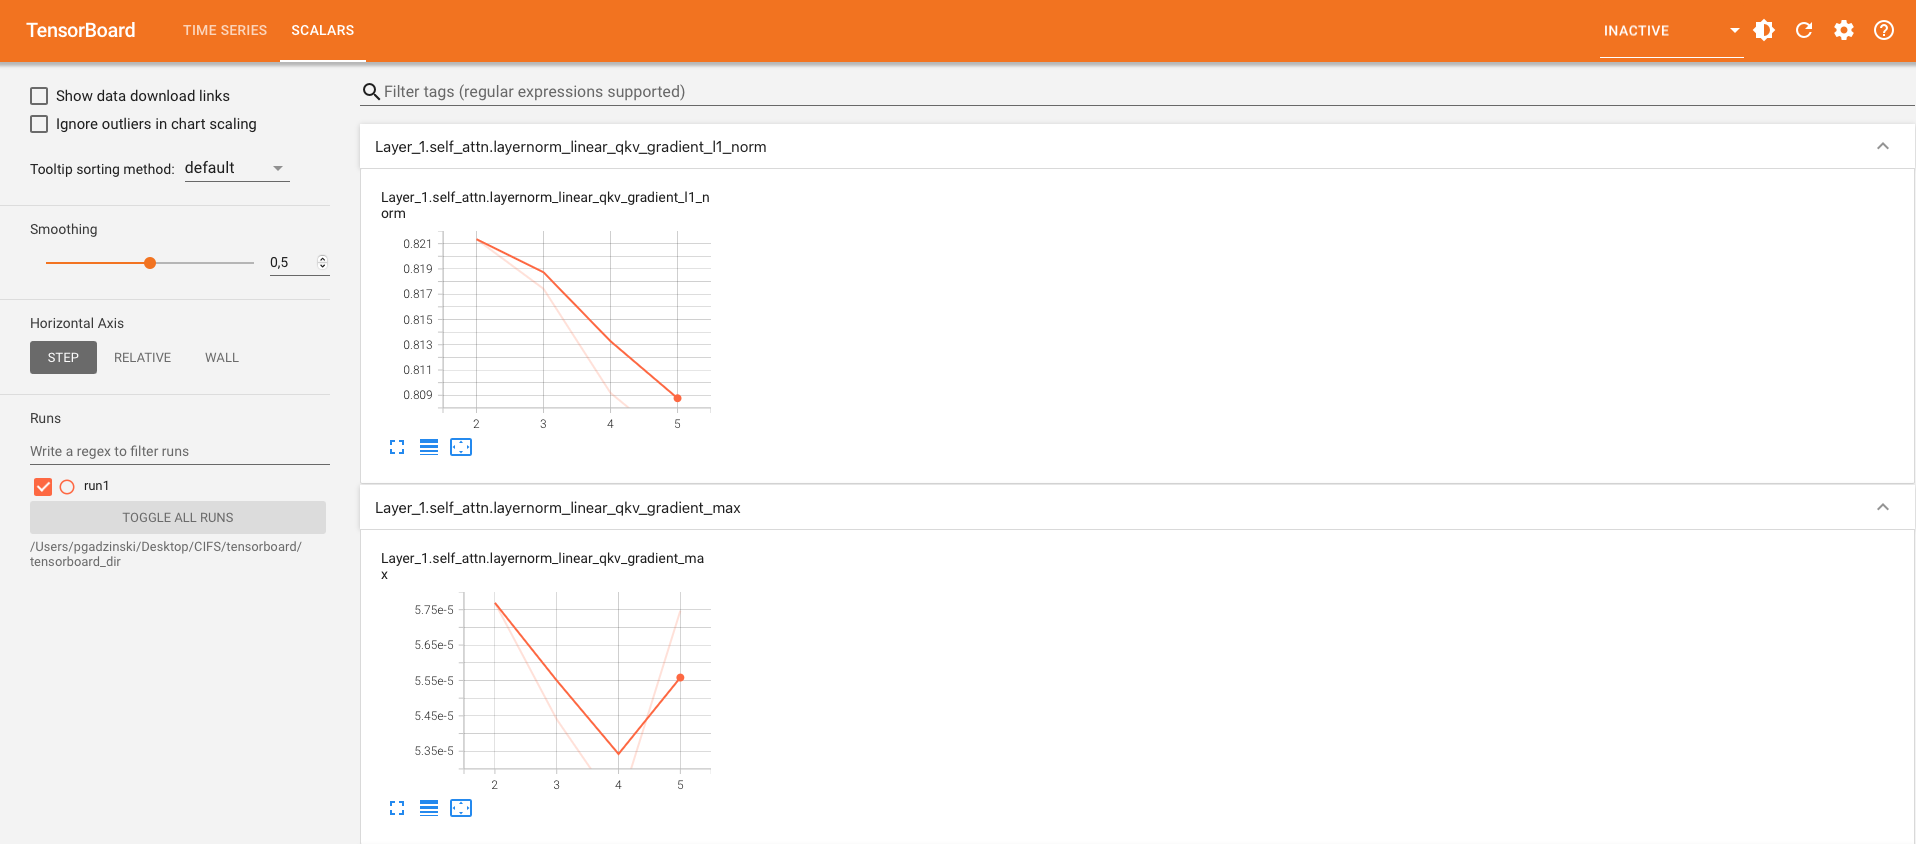 TensorBoard TIME SERIES SCALARS INACTIVE
Show data download links
Ignore outliers in chart scaling
Tooltip sorting method: default
Smoothing
0,5
Horizontal Axis
STEP RELATIVE WALL
Runs
Write a regex to filter runs
run1
TOGGLE ALL RUNS
/Users/pgadzinski/Desktop/CIFS/tensorboard/
tensorboard_dir
Filter tags (regular expressions supported)
Layer_1.self_attn.layernorm_linear_qkv_gradient_l1_norm
Layer_1.self_attn.layernorm_linear_qkv_gradient_l1_n
orm
0.821
0.819
0.817
0.815
0.813
0.811
0.809
2 3 4 5
Layer_1.self_attn.layernorm_linear_qkv_gradient_max
Layer_1.self_attn.layernorm_linear_qkv_gradient_ma
x
5.75e-5
5.65e-5
5.55e-5
5.45e-5
5.35e-5
2 3 4 5